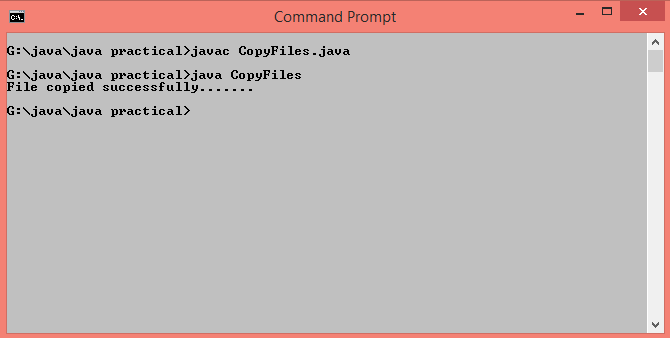 Command Prompt
G:\java\java practical>javac CopyFiles.java
G:\java\java practical>java CopyFiles
File copied successfully.......
G:\java\java practical>